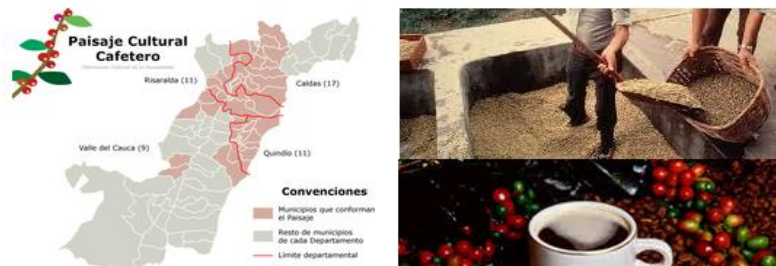 Paisaje Cultural
Cafetero
Risaralda (11)
Caldas (17)
Valle del Cauca (9)
Quindio (11)
Convenciones
Municipios que conforman
el Paisaje
Resto de municipios
de cada Departamento
Límite departamental